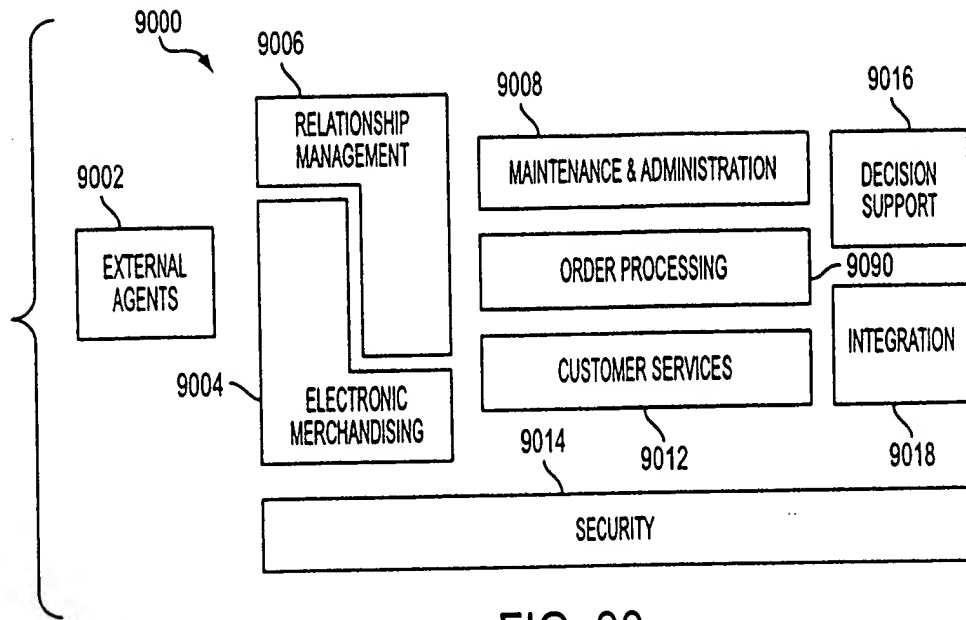 9000
9006
9008
9016
RELATIONSHIP
MANAGEMENT
MAINTENANCE & ADMINISTRATION
DECISION
SUPPORT
9002
EXTERNAL
AGENTS
ORDER PROCESSING
9090
INTEGRATION
9004
ELECTRONIC
MERCHANDISING
CUSTOMER SERVICES
9014
9012
9018
SECURITY